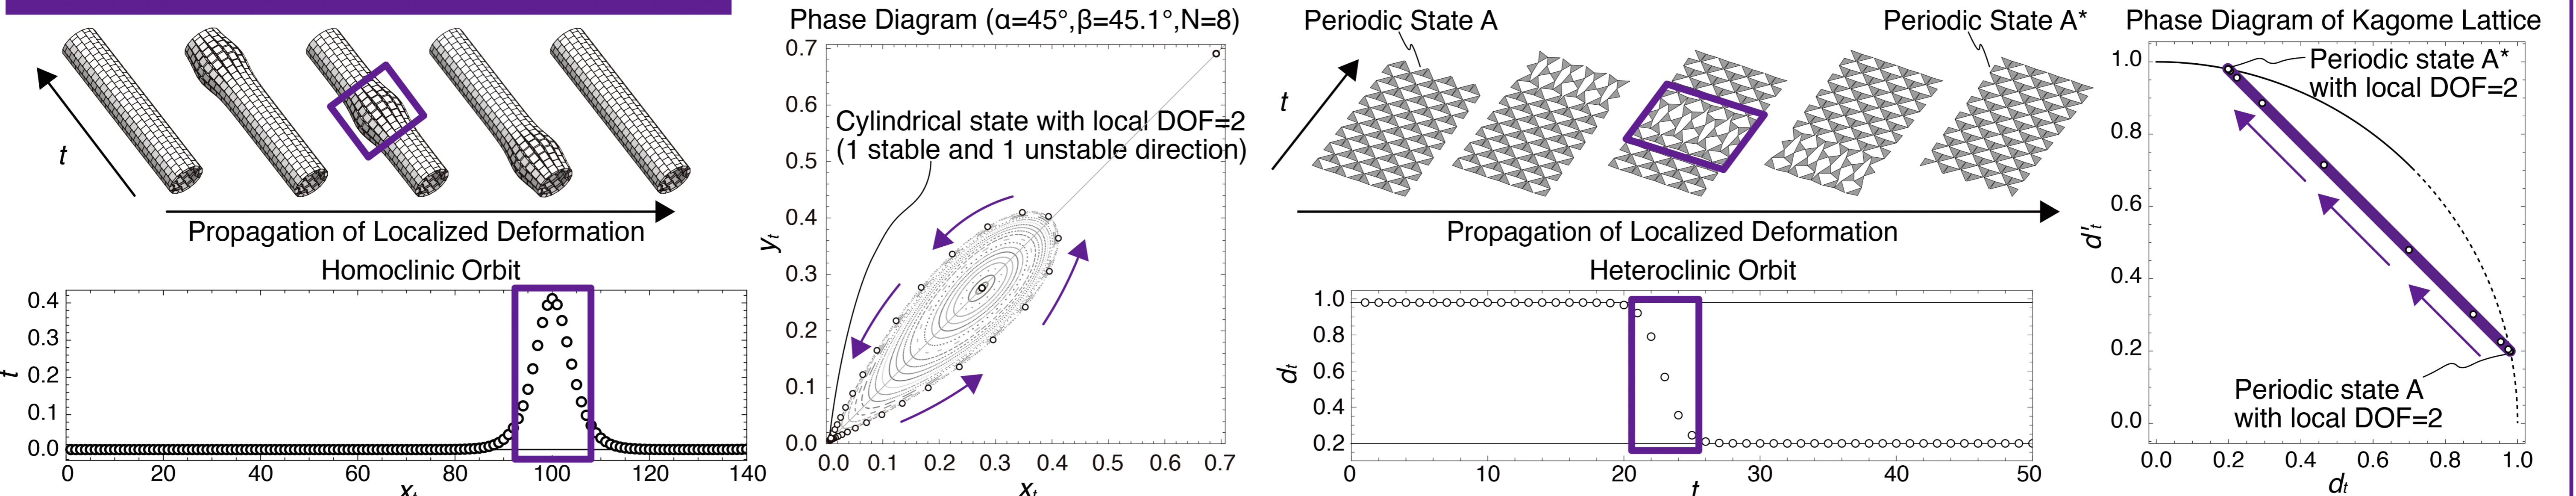 t
Propagation of Localized Deformation
Homoclinic Orbit
0.4
0.3
0.2
0.1
0.0
t
0 20 40 60 80 100 120 140
xₜ
Phase Diagram (α=45°,β=45.1°,N=8)
0.7
0.6
0.5
0.4
0.3
0.2
0.1
0.0
yₜ
Cylindrical state with local DOF=2
(1 stable and 1 unstable direction)
0.0 0.1 0.2 0.3 0.4 0.5 0.6 0.7
xₜ
Periodic State A
Periodic State A*
t
Propagation of Localized Deformation
Heteroclinic Orbit
1.0
0.8
0.6
0.4
0.2
dₜ
0 10 20 30 40 50
t
Phase Diagram of Kagome Lattice
1.0
0.8
0.6
0.4
0.2
0.0
d'ₜ
Periodic state A*
with local DOF=2
Periodic state A
with local DOF=2
0.0 0.2 0.4 0.6 0.8 1.0
dₜ